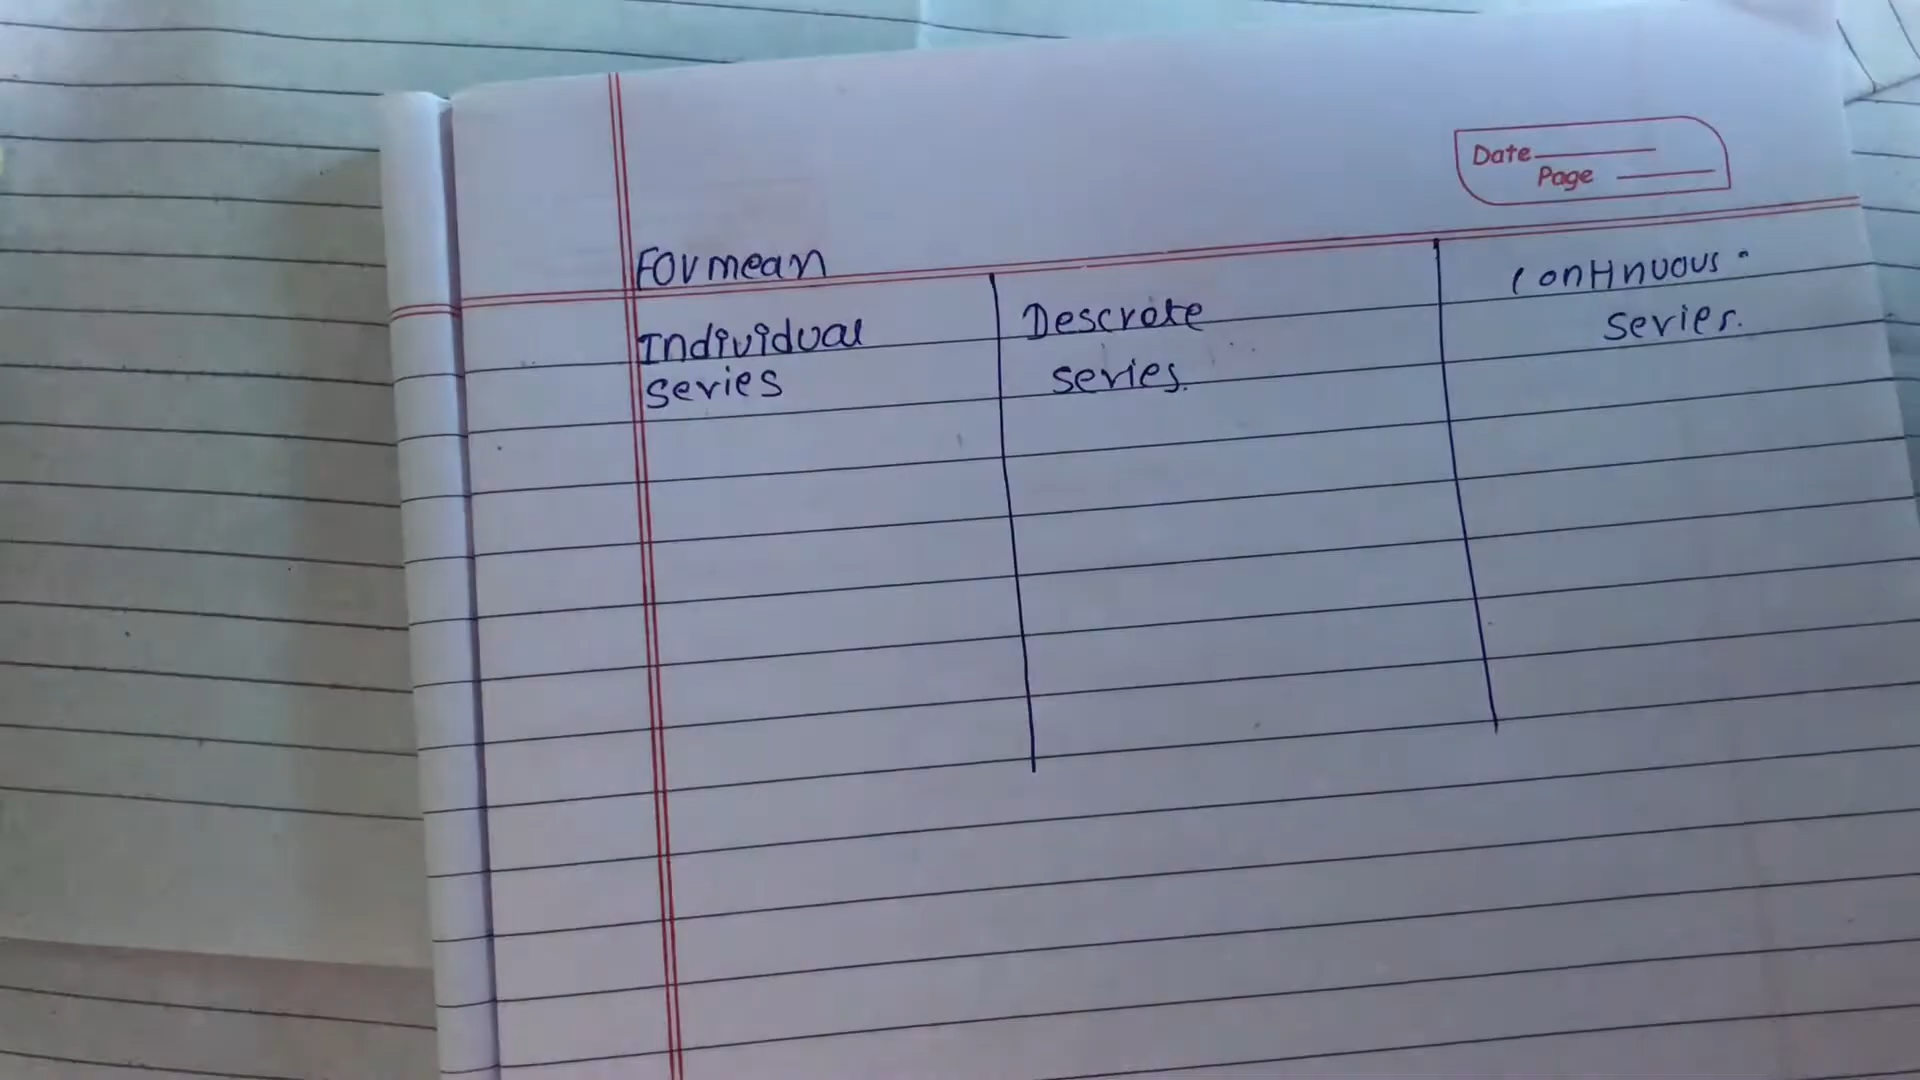 Date
Page
For mean
Individual
series
Descrete
series.
Continuous
series.